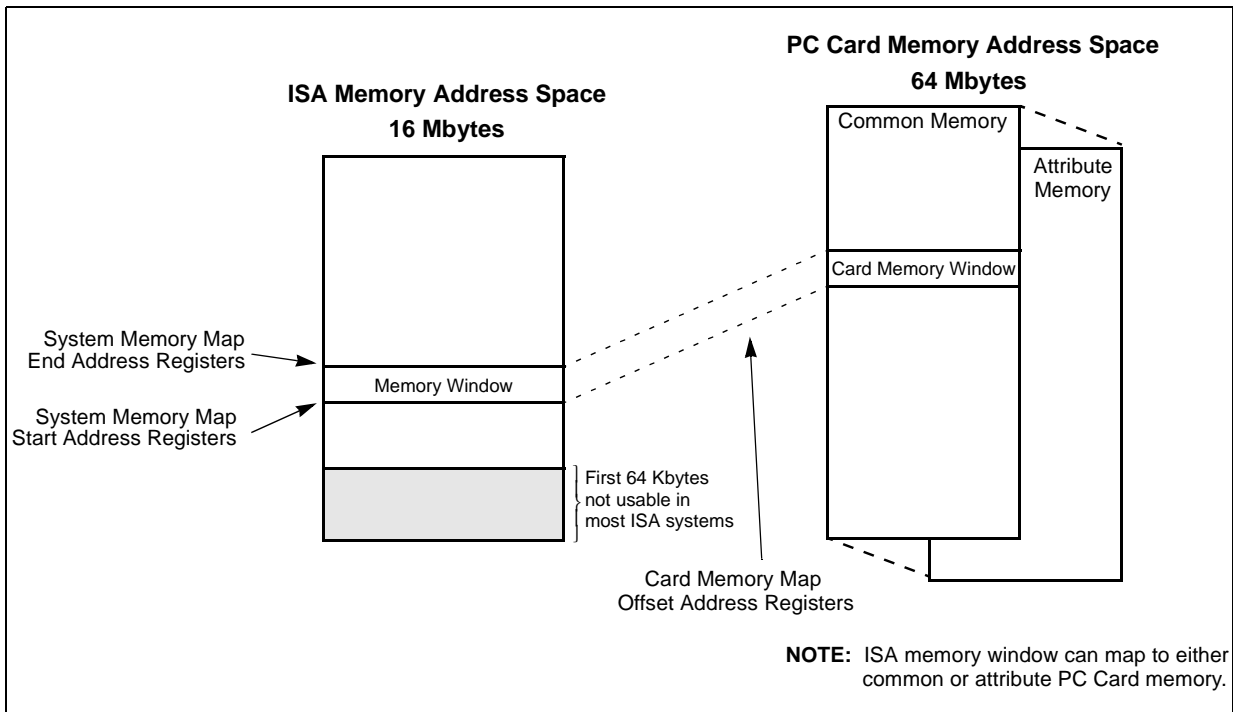 PC Card Memory Address Space
64 Mbytes
ISA Memory Address Space
16 Mbytes
Common Memory
Attribute
Memory
Card Memory Window
System Memory Map
End Address Registers
Memory Window
System Memory Map
Start Address Registers
First 64 Kbytes
not usable in
most ISA systems
Card Memory Map
Offset Address Registers
NOTE: ISA memory window can map to either
common or attribute PC Card memory.